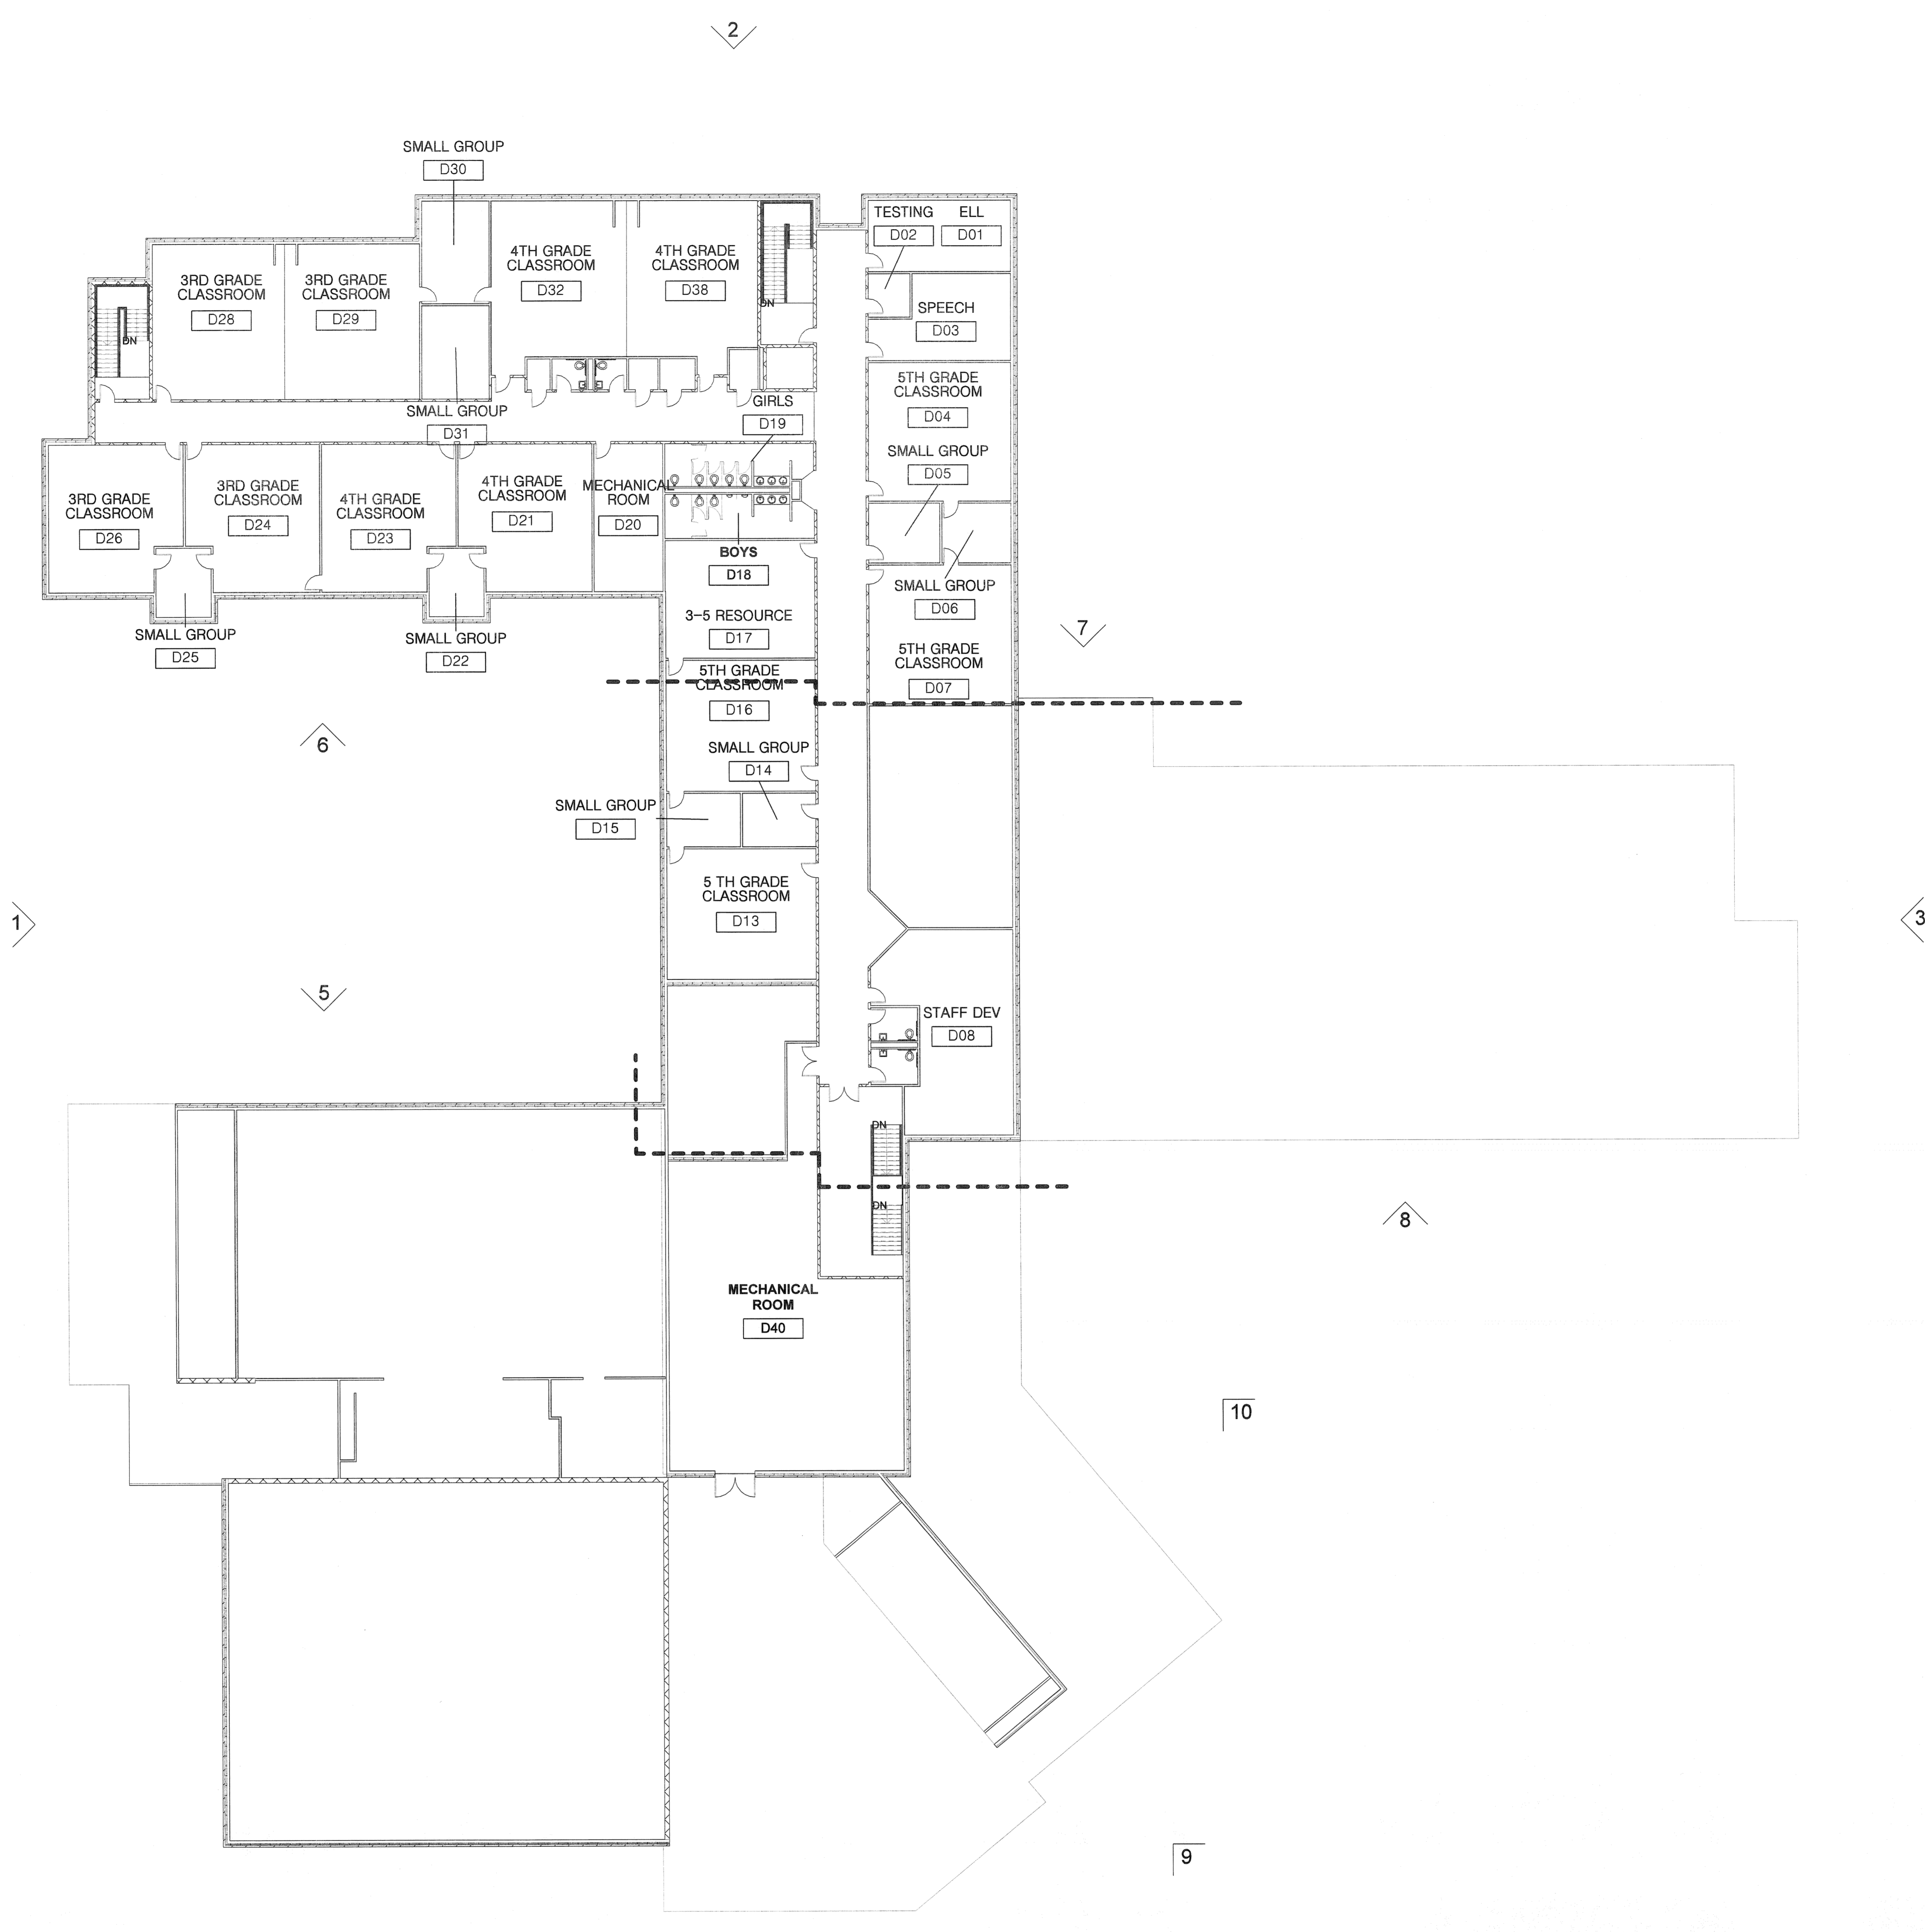 2
SMALL GROUP
D30
TESTING
D02
ELL
D01
4TH GRADE
CLASSROOM
D32
4TH GRADE
CLASSROOM
D38
3RD GRADE
CLASSROOM
D28
3RD GRADE
CLASSROOM
D29
DN
DN
SPEECH
D03
5TH GRADE
CLASSROOM
D04
SMALL GROUP
D31
GIRLS
D19
SMALL GROUP
D05
3RD GRADE
CLASSROOM
D26
3RD GRADE
CLASSROOM
D24
4TH GRADE
CLASSROOM
D23
4TH GRADE
CLASSROOM
D21
MECHANICAL
ROOM
D20
BOYS
D18
SMALL GROUP
D06
3-5 RESOURCE
D17
SMALL GROUP
D25
SMALL GROUP
D22
7
5TH GRADE
CLASSROOM
D07
5TH GRADE
CLASSROOM
D16
6
SMALL GROUP
D14
SMALL GROUP
D15
5 TH GRADE
CLASSROOM
D13
1
3
5
STAFF DEV
D08
DN
DN
8
MECHANICAL
ROOM
D40
10
9